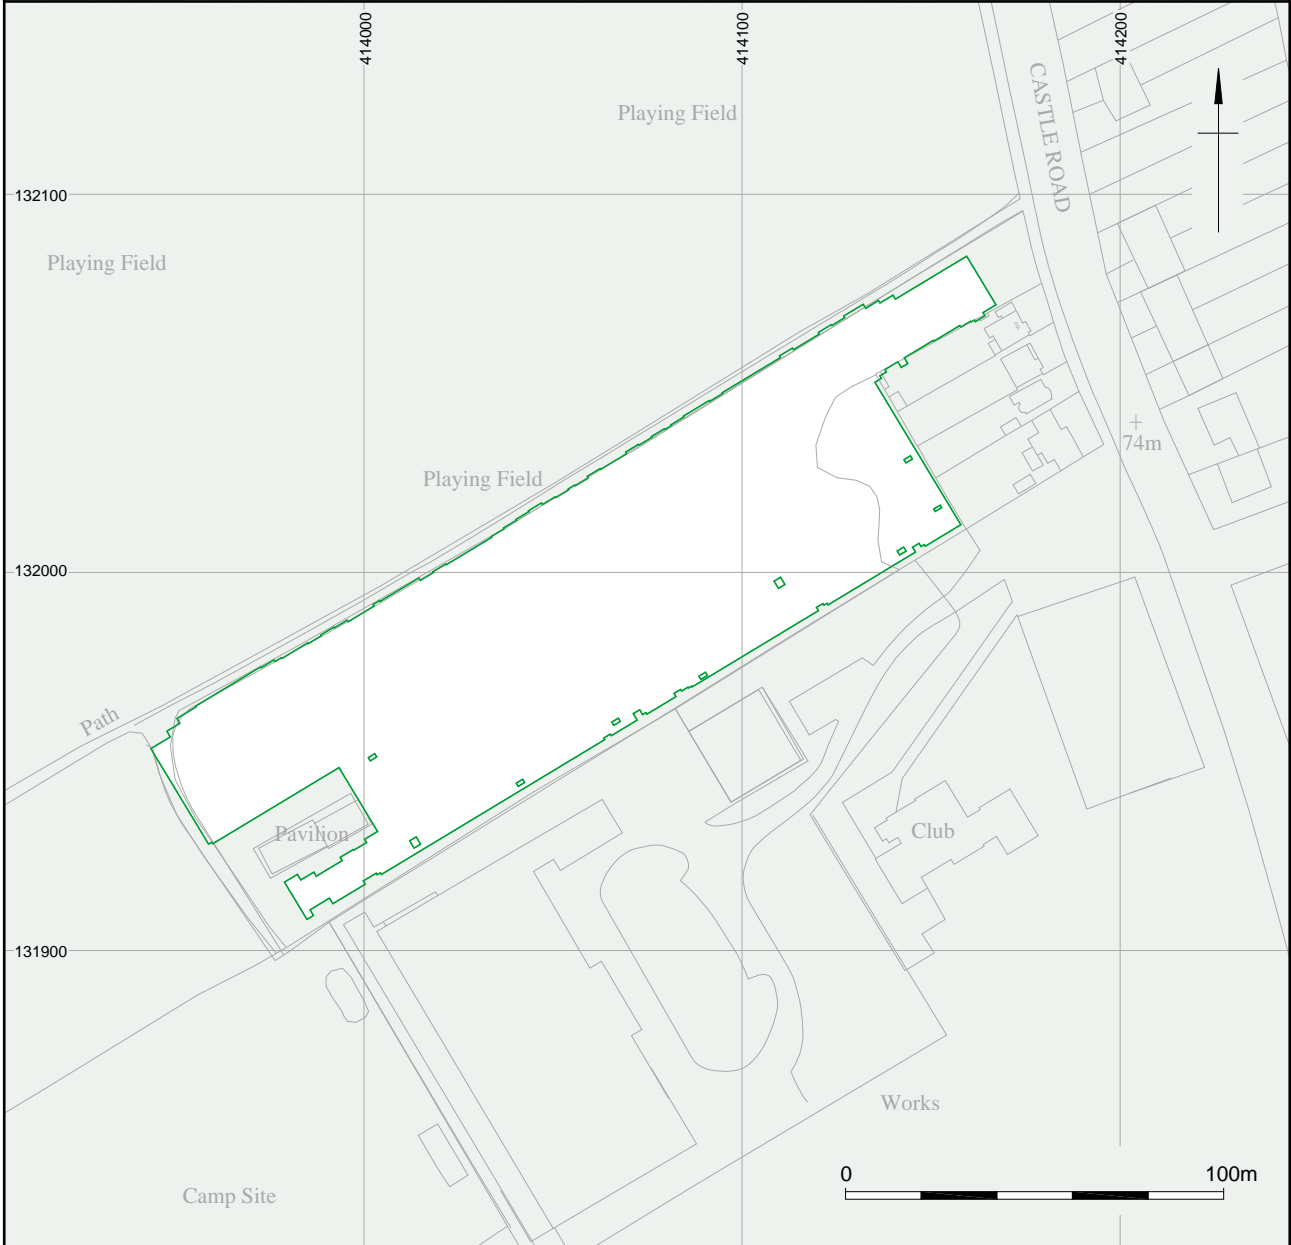 414000
414100
414200
CASTLE ROAD
Playing Field
132100
Playing Field
74m
Playing Field
132000
Path
Pavilion
Club
131900
Works
0
100m
Camp Site